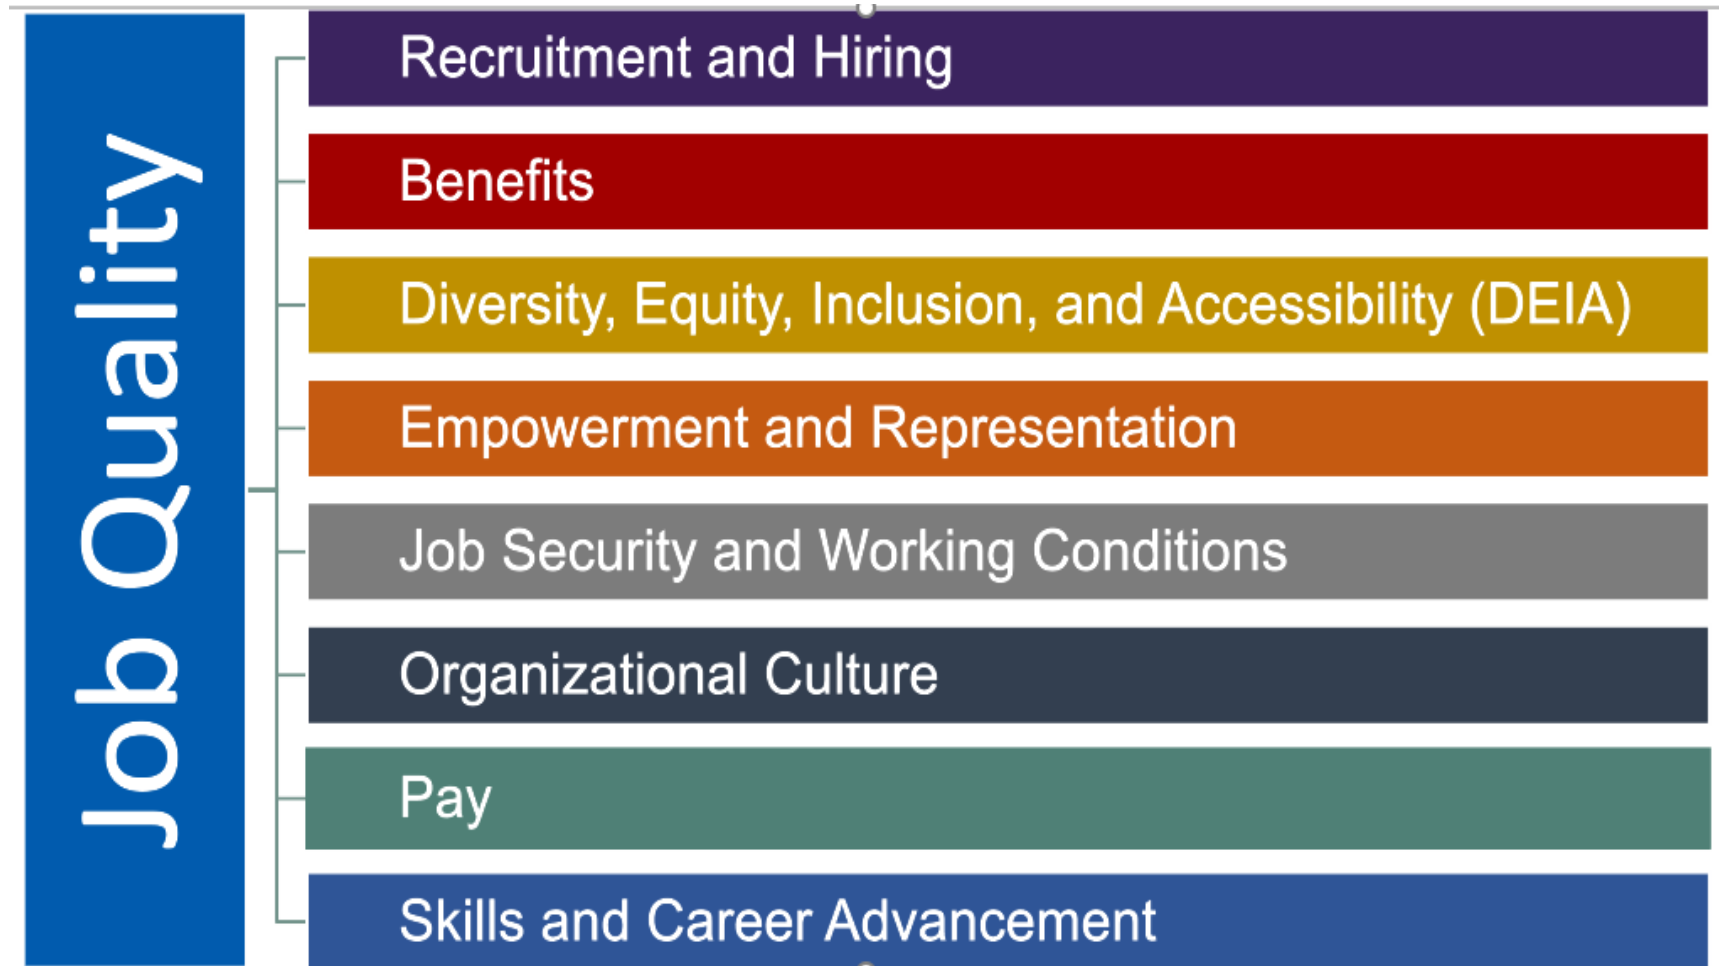 Job Quality
Recruitment and Hiring
Benefits
Diversity, Equity, Inclusion, and Accessibility (DEIA)
Empowerment and Representation
Job Security and Working Conditions
Organizational Culture
Pay
Skills and Career Advancement